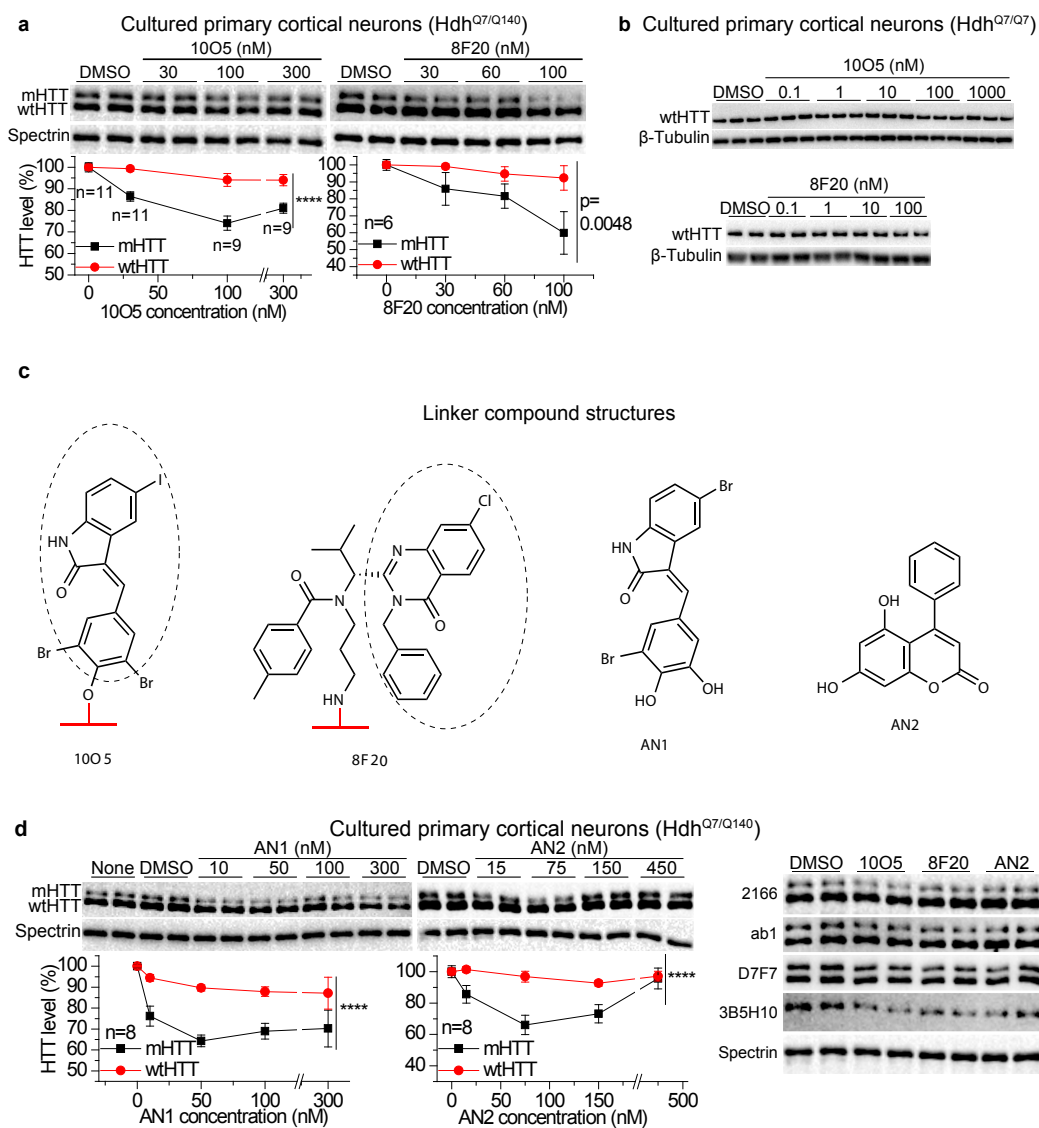 a
Cultured primary cortical neurons (Hdh^Q7/Q140)
10O5 (nM)
DMSO 30 100 300
mHTT
wtHTT
Spectrin
HTT level (%)
100
95
90
85
80
75
70
65
60
55
50
n=11
n=11
n=9
n=9
****
mHTT
wtHTT
0 50 100 300
10O5 concentration (nM)
8F20 (nM)
DMSO 30 60 100
100
90
80
70
60
50
40
n=6
p=
0.0048
mHTT
wtHTT
0 30 60 100
8F20 concentration (nM)
b
Cultured primary cortical neurons (Hdh^Q7/Q7)
10O5 (nM)
DMSO 0.1 1 10 100 1000
wtHTT
β-Tubulin
8F20 (nM)
DMSO 0.1 1 10 100
wtHTT
β-Tubulin
c
Linker compound structures
I
HN
O
Br
Br
O
10O5
Cl
N
O
N
N
O
HN
8F20
Br
HN
O
Br
HO
OH
AN1
OH
HO
O
O
AN2
d
Cultured primary cortical neurons (Hdh^Q7/Q140)
AN1 (nM)
None DMSO 10 50 100 300
mHTT
wtHTT
Spectrin
HTT level (%)
100
95
90
85
80
75
70
65
60
n=8
****
mHTT
wtHTT
0 50 100 300
AN1 concentration (nM)
AN2 (nM)
DMSO 15 75 150 450
100
80
60
40
n=8
****
mHTT
wtHTT
0 50 100 150 500
AN2 concentration (nM)
DMSO 10O5 8F20 AN2
2166
ab1
D7F7
3B5H10
Spectrin